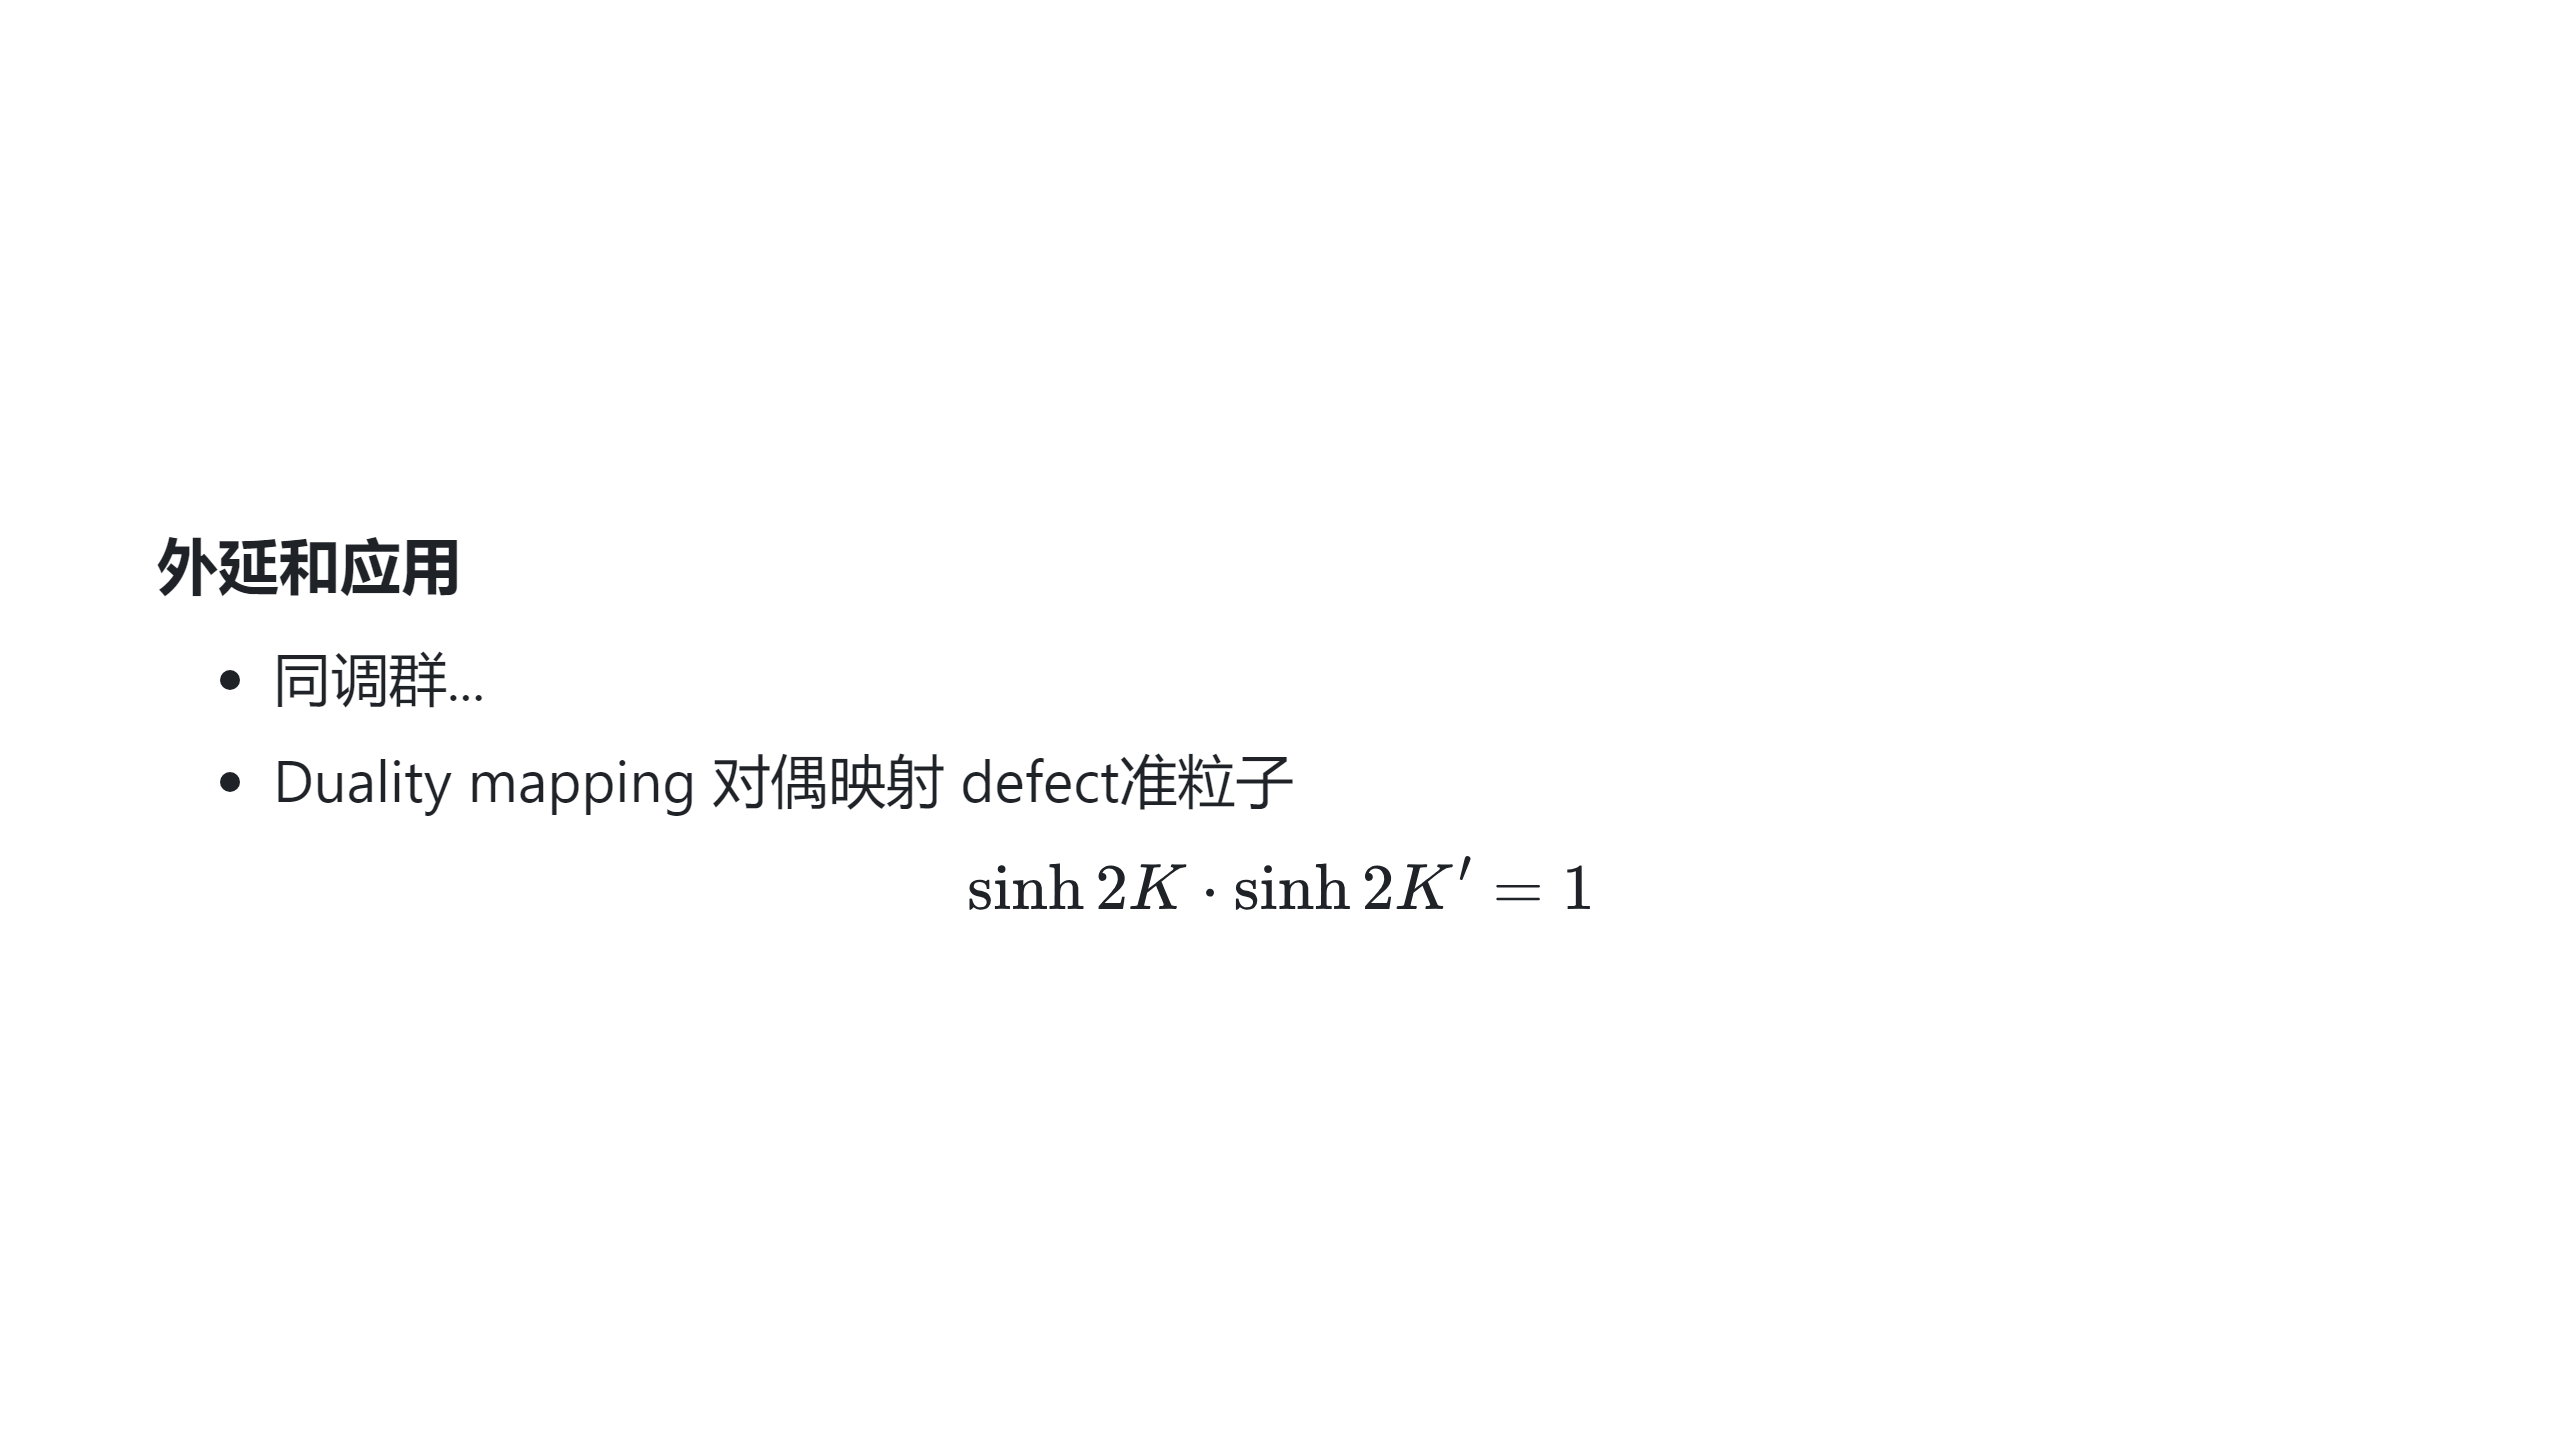 外延和应用
同调群...
Duality mapping 对偶映射 defect准粒子
sinh 2K · sinh 2K′ = 1